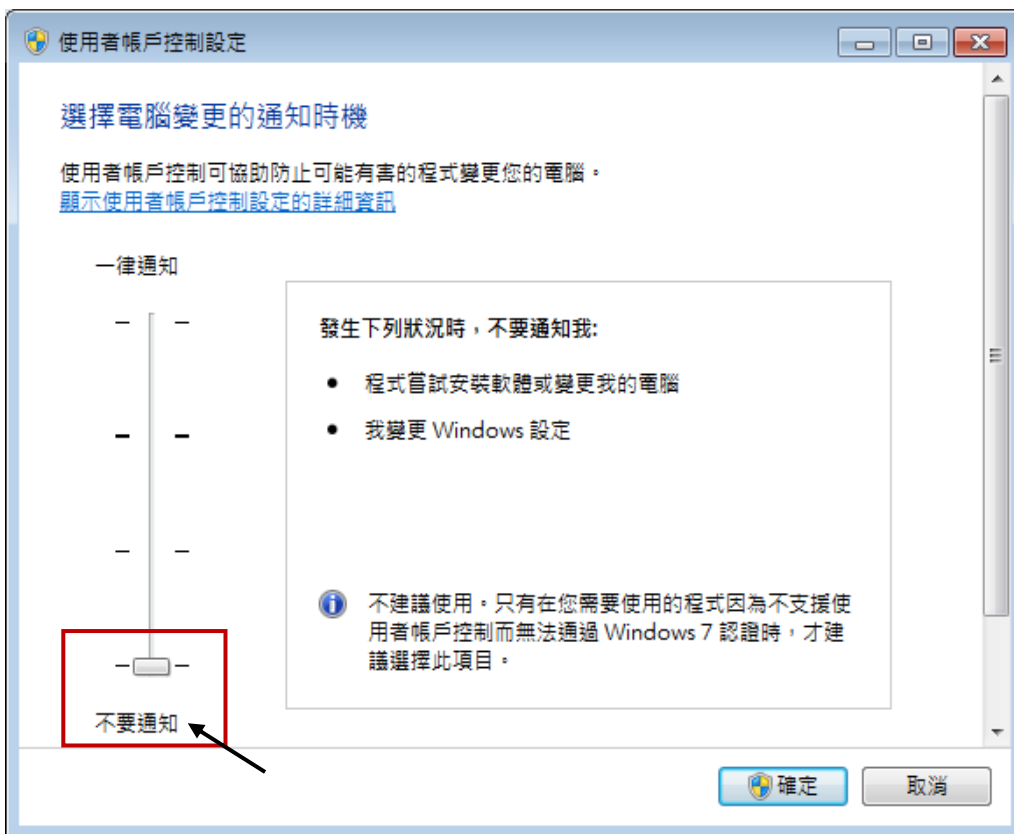 使用者帳戶控制設定
選擇電腦變更的通知時機
使用者帳戶控制可協助防止可能有害的程式變更您的電腦。
顯示使用者帳戶控制設定的詳細資訊
一律通知
發生下列狀況時，不要通知我:
• 程式嘗試安裝軟體或變更我的電腦
• 我變更 Windows 設定
不建議使用。只有在您需要使用的程式因為不支援使
用者帳戶控制而無法通過 Windows 7 認證時，才建
議選擇此項目。
不要通知
確定
取消